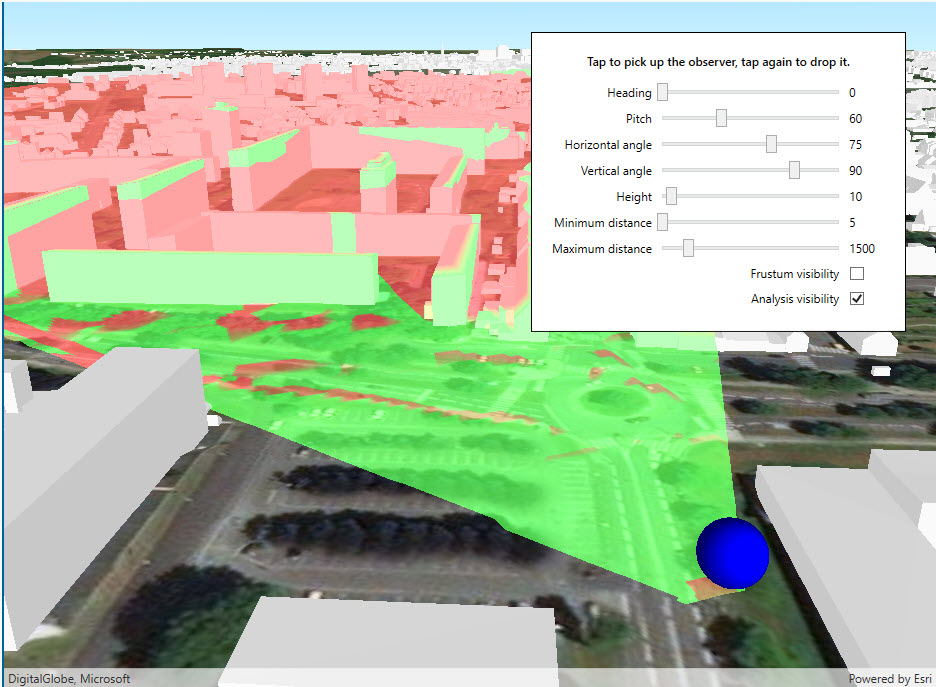 Tap to pick up the observer, tap again to drop it.
Heading 0
Pitch 60
Horizontal angle 75
Vertical angle 90
Height 10
Minimum distance 5
Maximum distance 1500
Frustum visibility
Analysis visibility
DigitalGlobe, Microsoft Powered by Esri